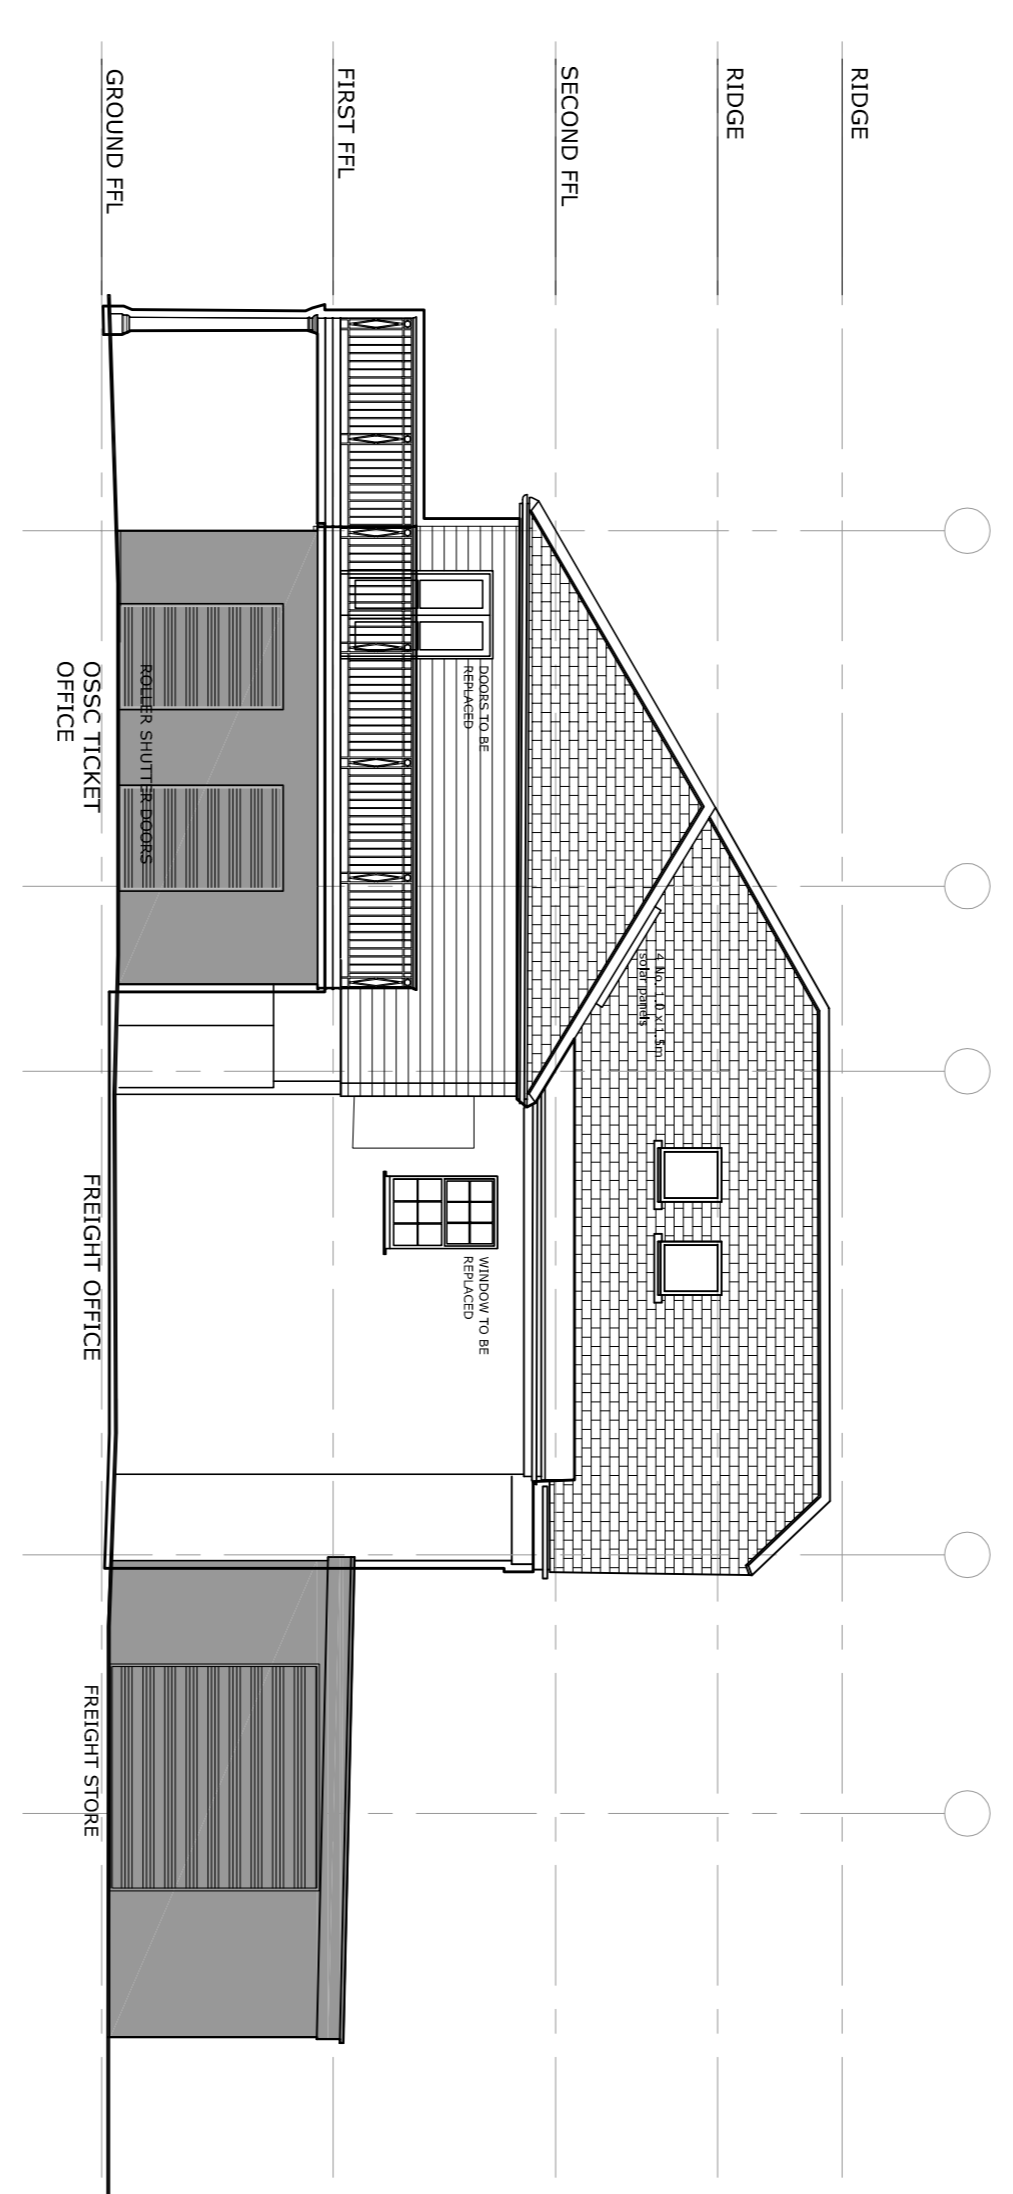 RIDGE
RIDGE
SECOND FFL
FIRST FFL
GROUND FFL
4 No. 1.0 x 1.5m
solar panels
DOORS TO BE
REPLACED
WINDOW TO BE
REPLACED
ROLLER SHUTTER DOORS
OSSC TICKET
OFFICE
FREIGHT OFFICE
FREIGHT STORE